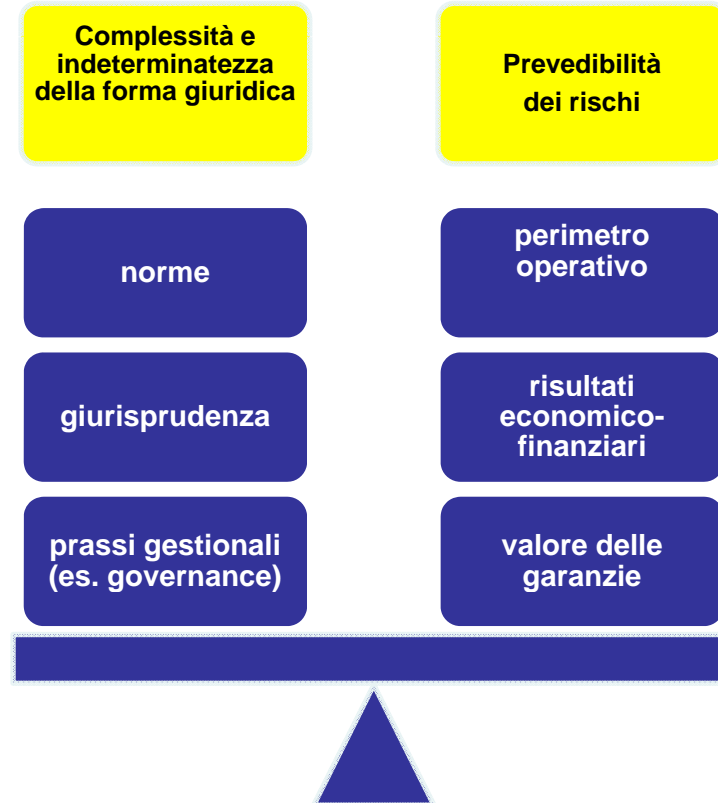 Complessità e
indeterminatezza
della forma giuridica
Prevedibilità
dei rischi
norme
perimetro
operativo
giurisprudenza
risultati
economico-
finanziari
prassi gestionali
(es. governance)
valore delle
garanzie